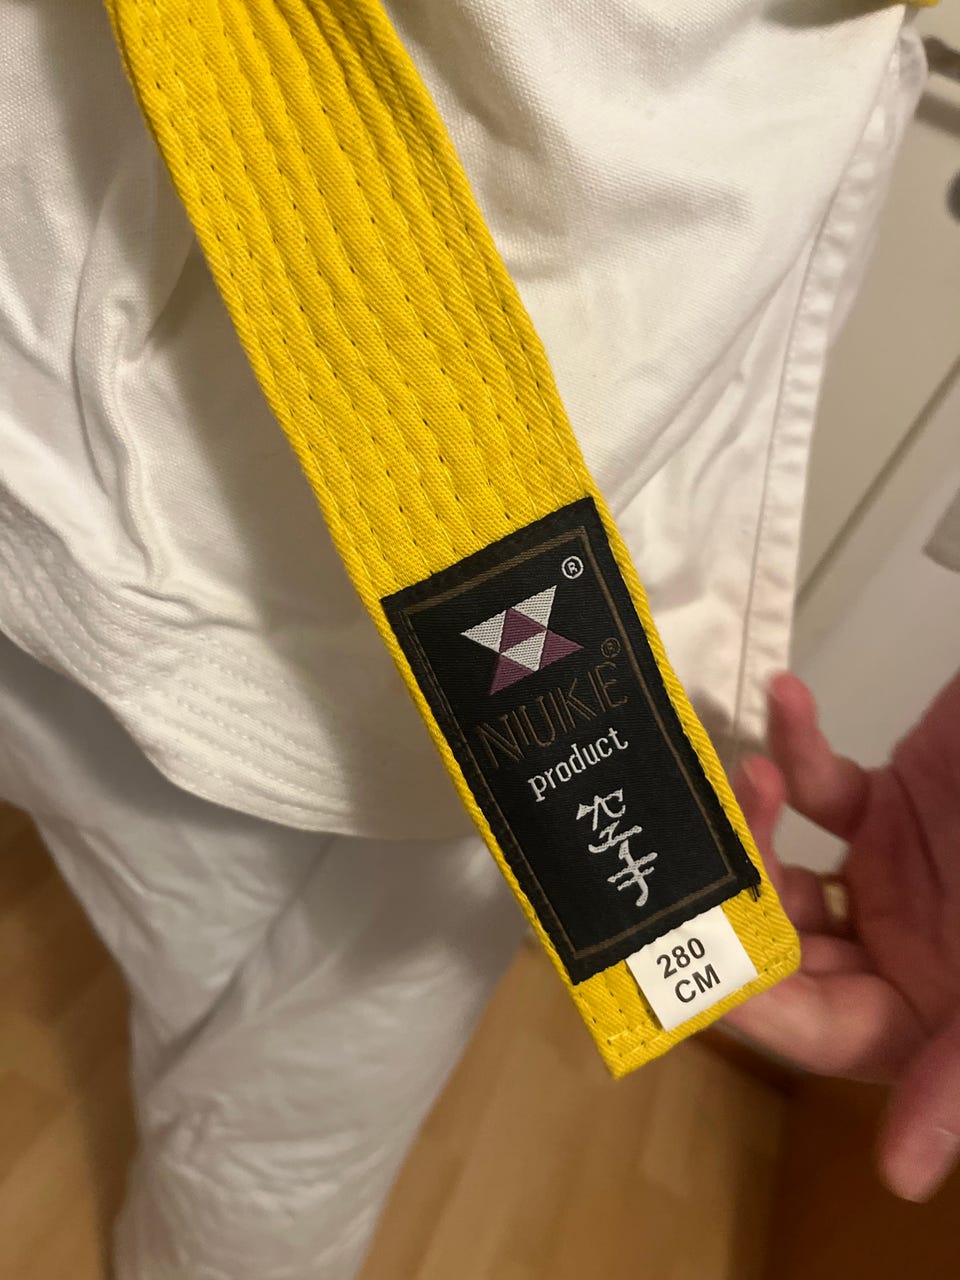 ®
NUKE®
product
空手
280
CM